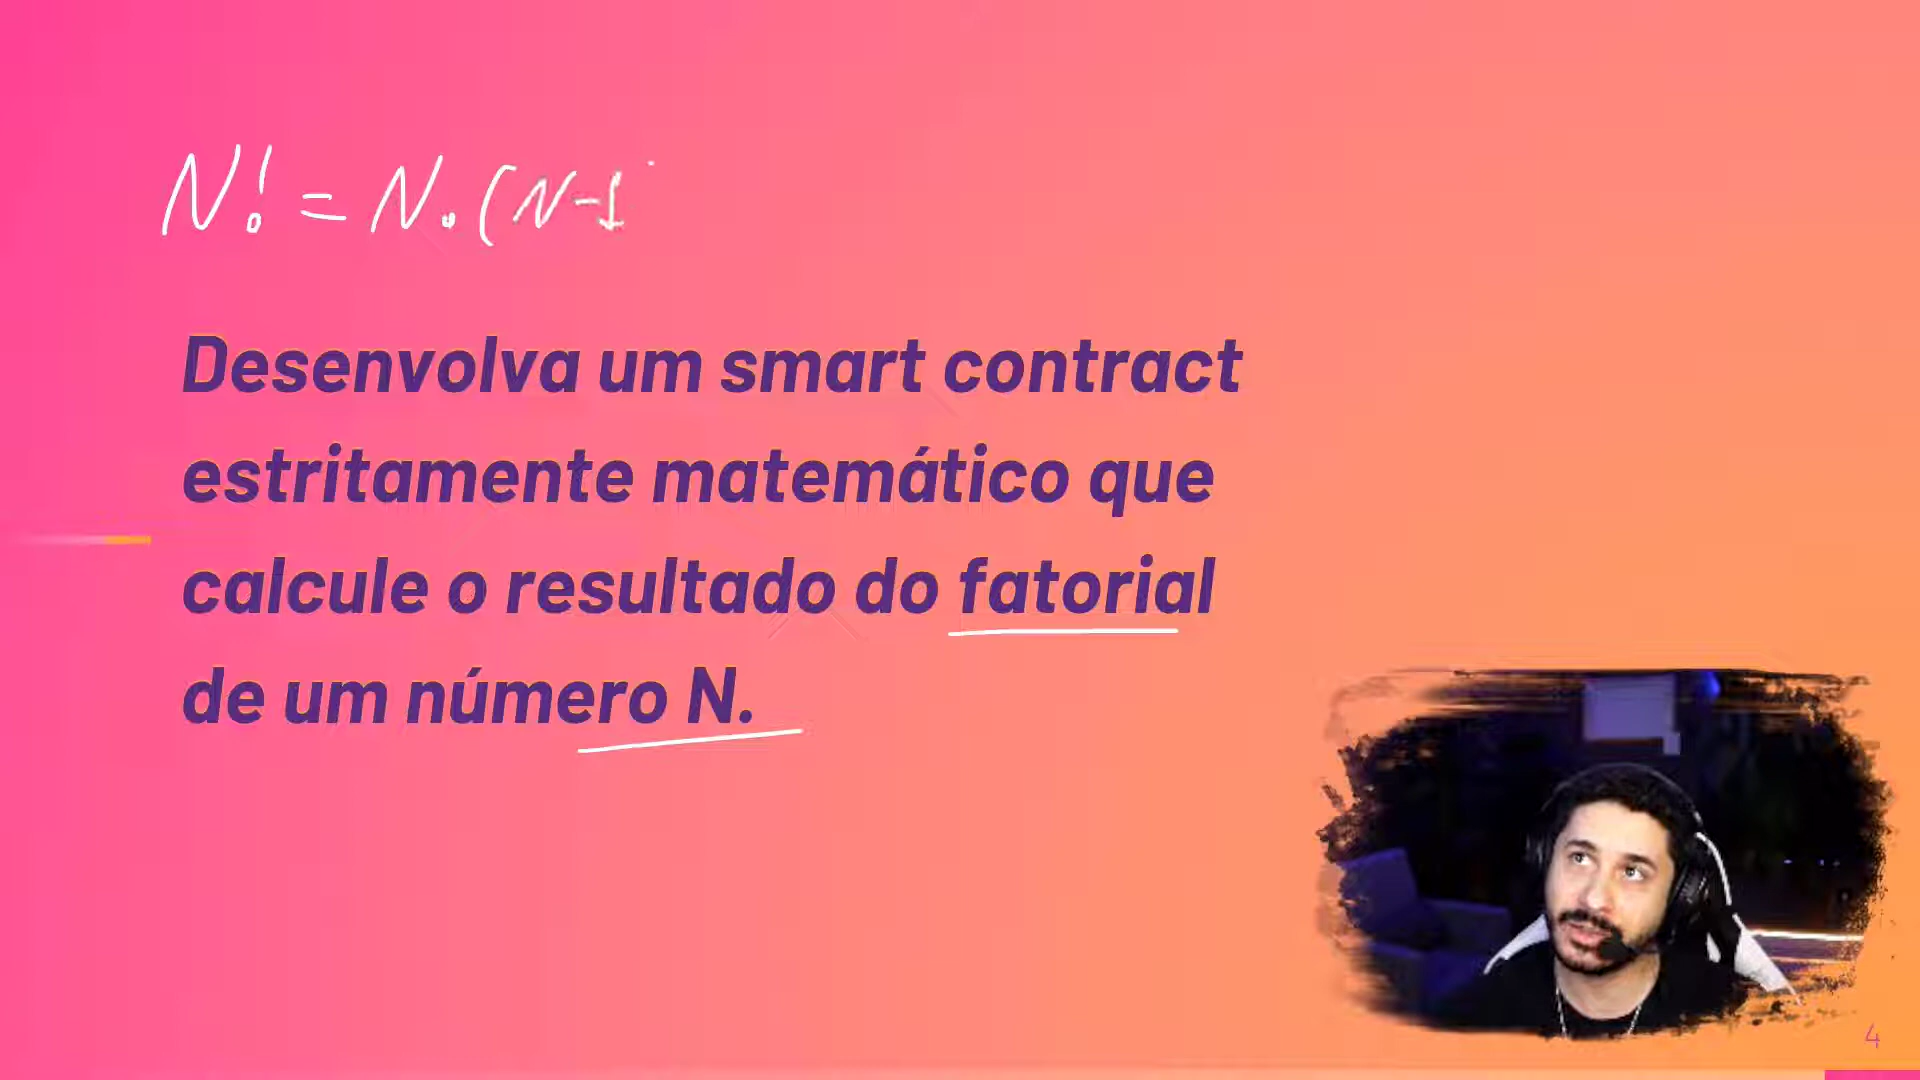 N! = N.(N-1
Desenvolva um smart contract
estritamente matemático que
calcule o resultado do fatorial
de um número N.
4